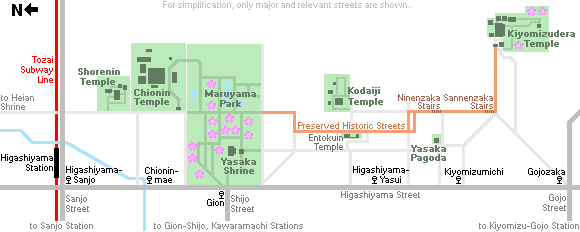 For simplification, only major and relevant streets are shown.
N
Tozai
Subway
Line
Kiyomizudera
Temple
Shorenin
Temple
Chionin
Temple
Maruyama
Park
Kodaiji
Temple
to Heian
Shrine
Ninenzaka
Stairs
Sannenzaka
Stairs
Preserved Historic Streets
Entokuin
Temple
Yasaka
Pagoda
Yasaka
Shrine
Higashiyama
Station
Higashiyama-
Sanjo
Chionin-
mae
Higashiyama-
Yasui
Kiyomizumichi
Gojozaka
Higashiyama Street
Gion
Sanjo
Street
Shijo
Street
Gojo
Street
to Sanjo Station
to Gion-Shijo, Kawaramachi Stations
to Kiyomizu-Gojo Station